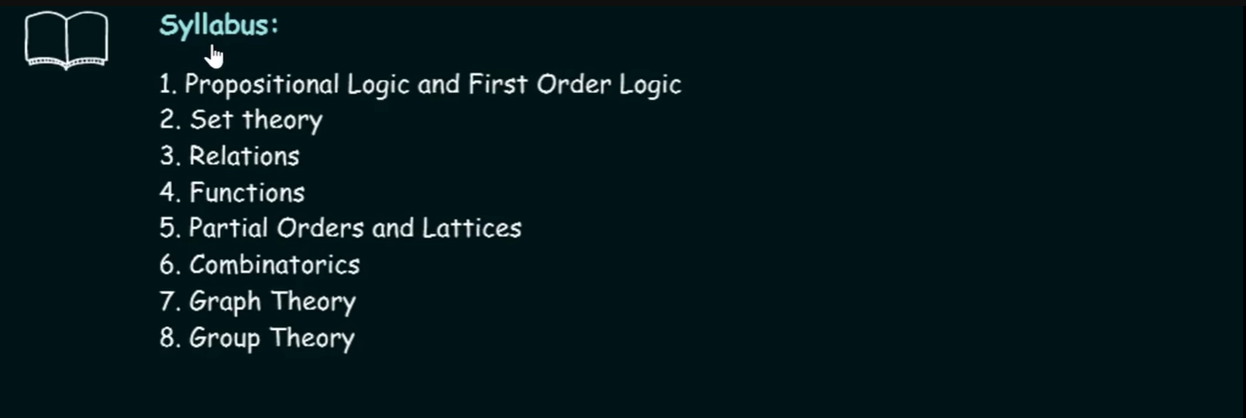 Syllabus:
1. Propositional Logic and First Order Logic
2. Set theory
3. Relations
4. Functions
5. Partial Orders and Lattices
6. Combinatorics
7. Graph Theory
8. Group Theory